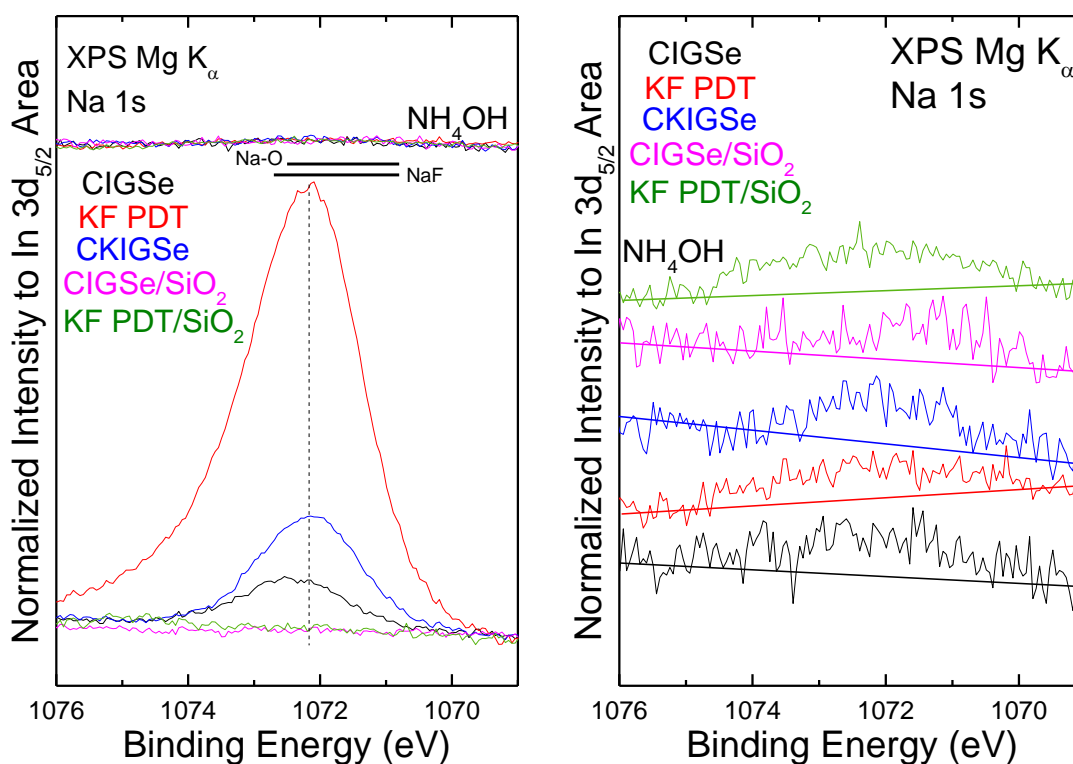 Normalized Intensity to In 3d5/2 Area
XPS Mg Kα
Na 1s
NH4OH
Na-O
NaF
CIGSe
KF PDT
CKIGSe
CIGSe/SiO2
KF PDT/SiO2
1076 1074 1072 1070
Binding Energy (eV)
Normalized Intensity to In 3d5/2 Area
CIGSe
KF PDT
CKIGSe
CIGSe/SiO2
KF PDT/SiO2
XPS Mg Kα
Na 1s
NH4OH
1076 1074 1072 1070
Binding Energy (eV)